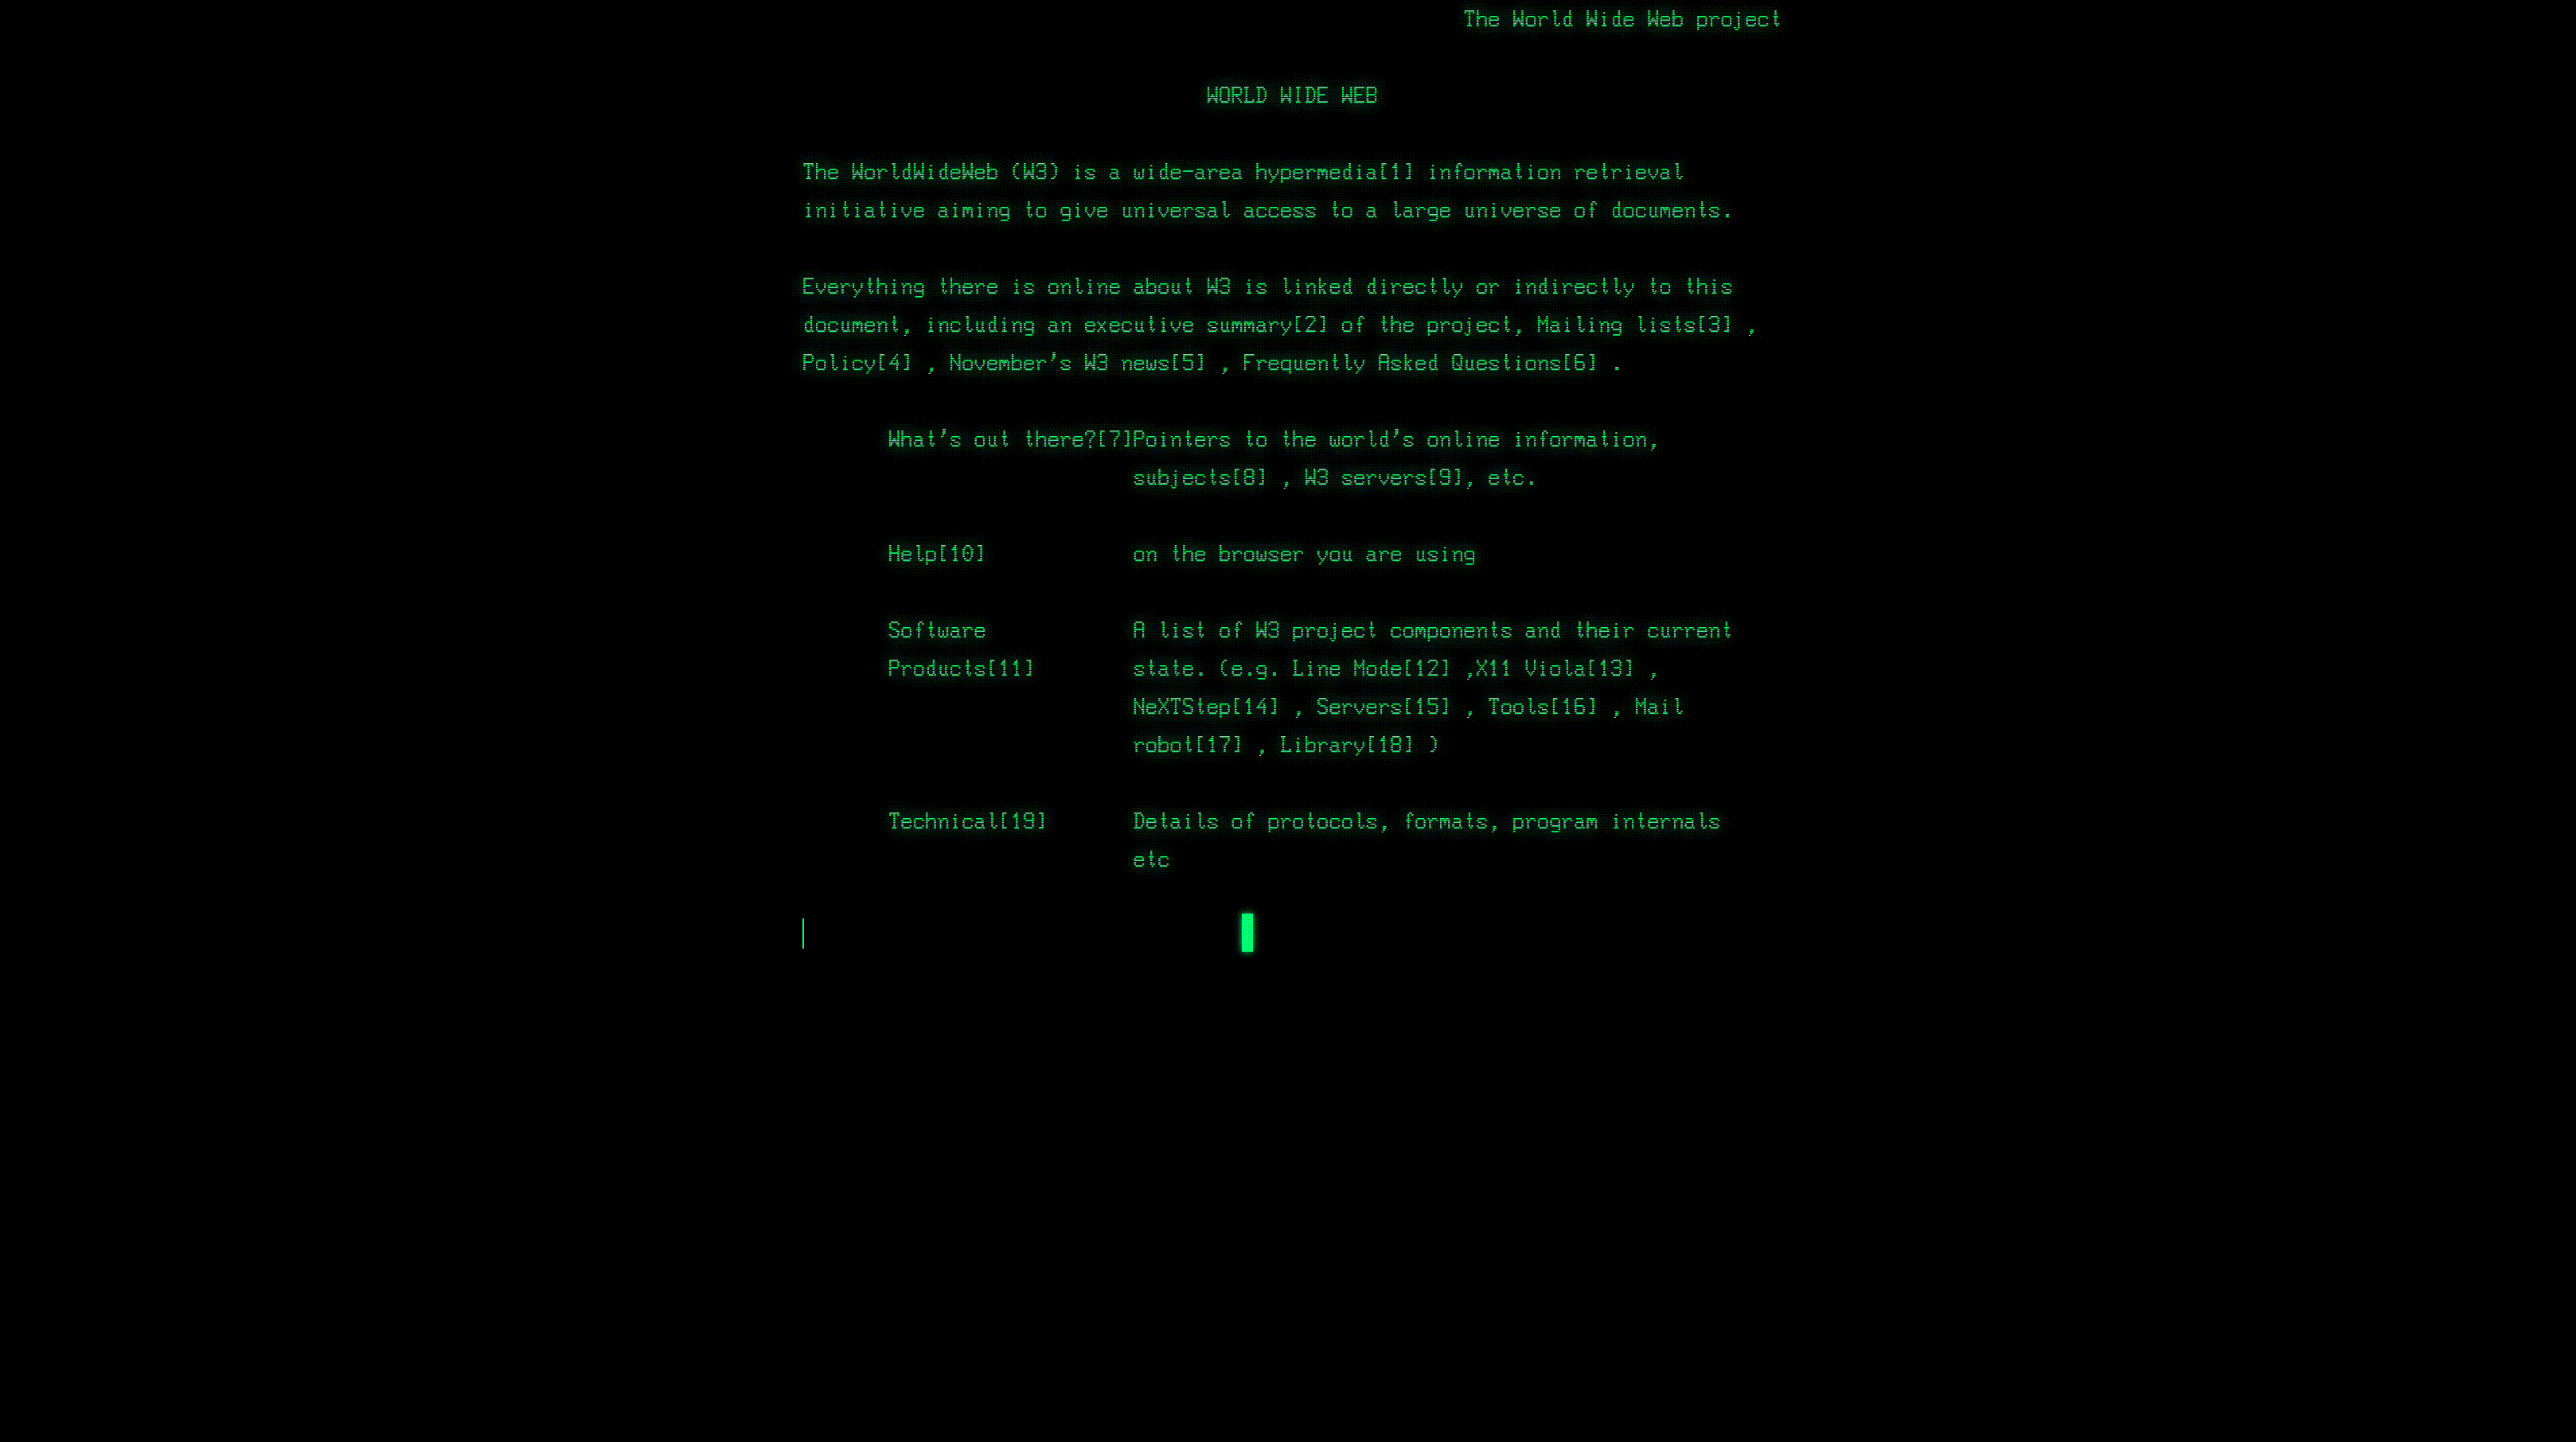 The World Wide Web project
WORLD WIDE WEB
The WorldWideWeb (W3) is a wide-area hypermedia[1] information retrieval
initiative aiming to give universal access to a large universe of documents.
Everything there is online about W3 is linked directly or indirectly to this
document, including an executive summary[2] of the project, Mailing lists[3] ,
Policy[4] , November's W3 news[5] , Frequently Asked Questions[6] .
What's out there?[7]Pointers to the world's online information,
subjects[8] , W3 servers[9], etc.
Help[10] on the browser you are using
Software A list of W3 project components and their current
Products[11] state. (e.g. Line Mode[12] ,X11 Viola[13] ,
NeXTStep[14] , Servers[15] , Tools[16] , Mail
robot[17] , Library[18] )
Technical[19] Details of protocols, formats, program internals
etc